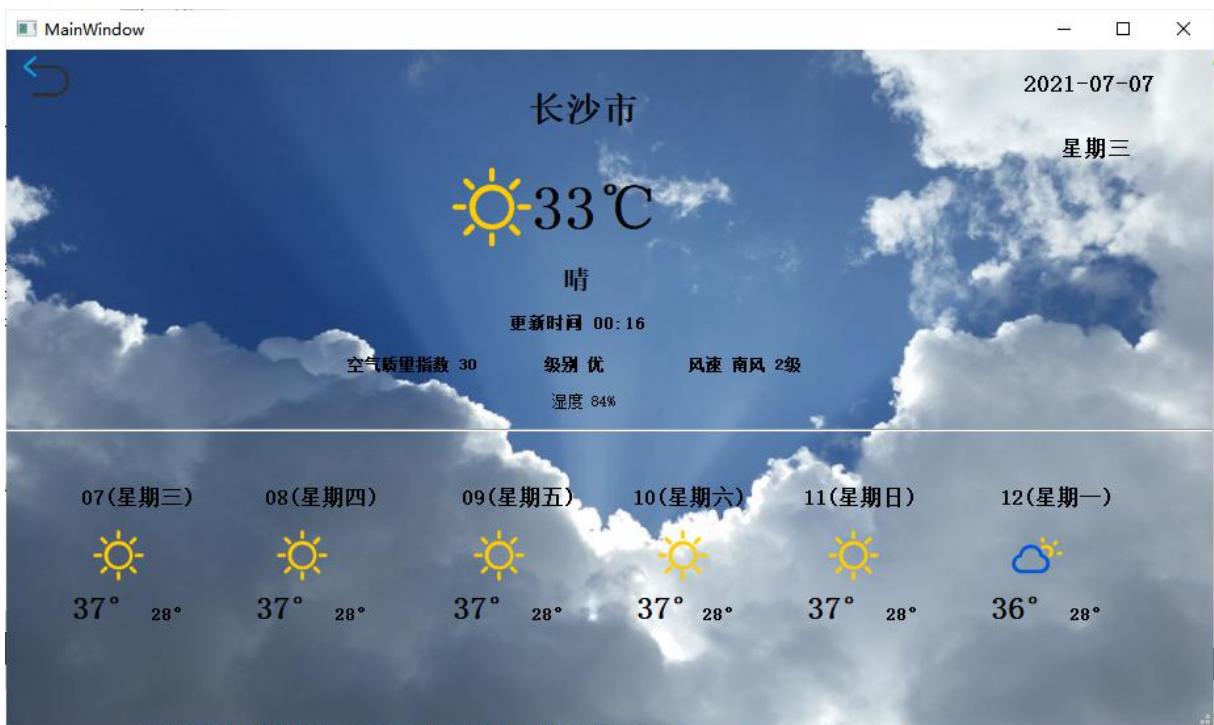 MainWindow
2021-07-07
长沙市
星期三
33℃
晴
更新时间 00:16
空气质量指数 30 级别 优 风速 南风 2级
湿度 84%
07(星期三) 08(星期四) 09(星期五) 10(星期六) 11(星期日) 12(星期一)
37° 28° 37° 28° 37° 28° 37° 28° 37° 28° 36° 28°